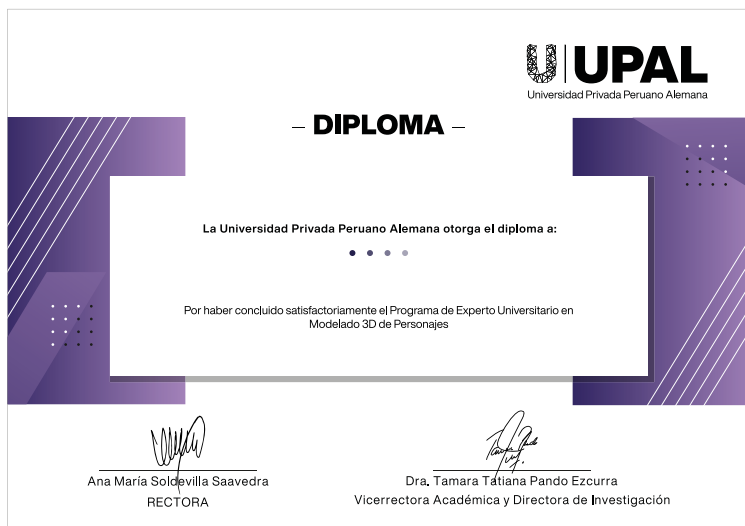 UPAL
Universidad Privada Peruano Alemana
– DIPLOMA –
La Universidad Privada Peruano Alemana otorga el diploma a:
Por haber concluido satisfactoriamente el Programa de Experto Universitario en
Modelado 3D de Personajes
Ana María Soldevilla Saavedra
RECTORA
Dra. Tamara Tatiana Pando Ezcurra
Vicerrectora Académica y Directora de Investigación